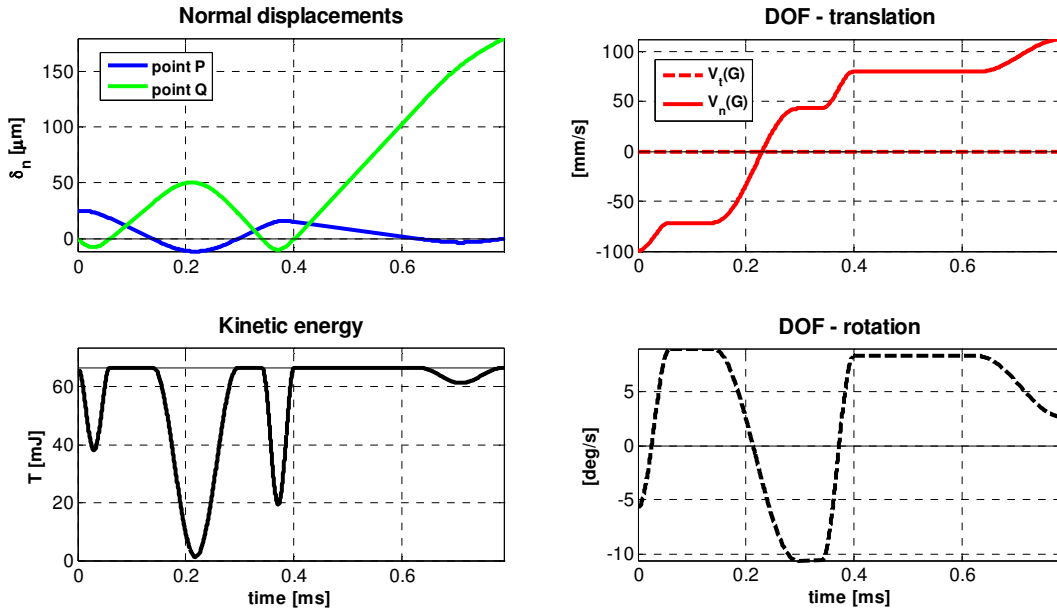 Normal displacements
δn [μm]
150
100
50
0
point P
point Q
0
0.2
0.4
0.6
DOF - translation
[mm/s]
100
50
0
-50
-100
Vt(G)
Vn(G)
0
0.2
0.4
0.6
Kinetic energy
T [mJ]
60
40
20
0
0
0.2
0.4
0.6
time [ms]
DOF - rotation
[deg/s]
5
0
-5
-10
0
0.2
0.4
0.6
time [ms]